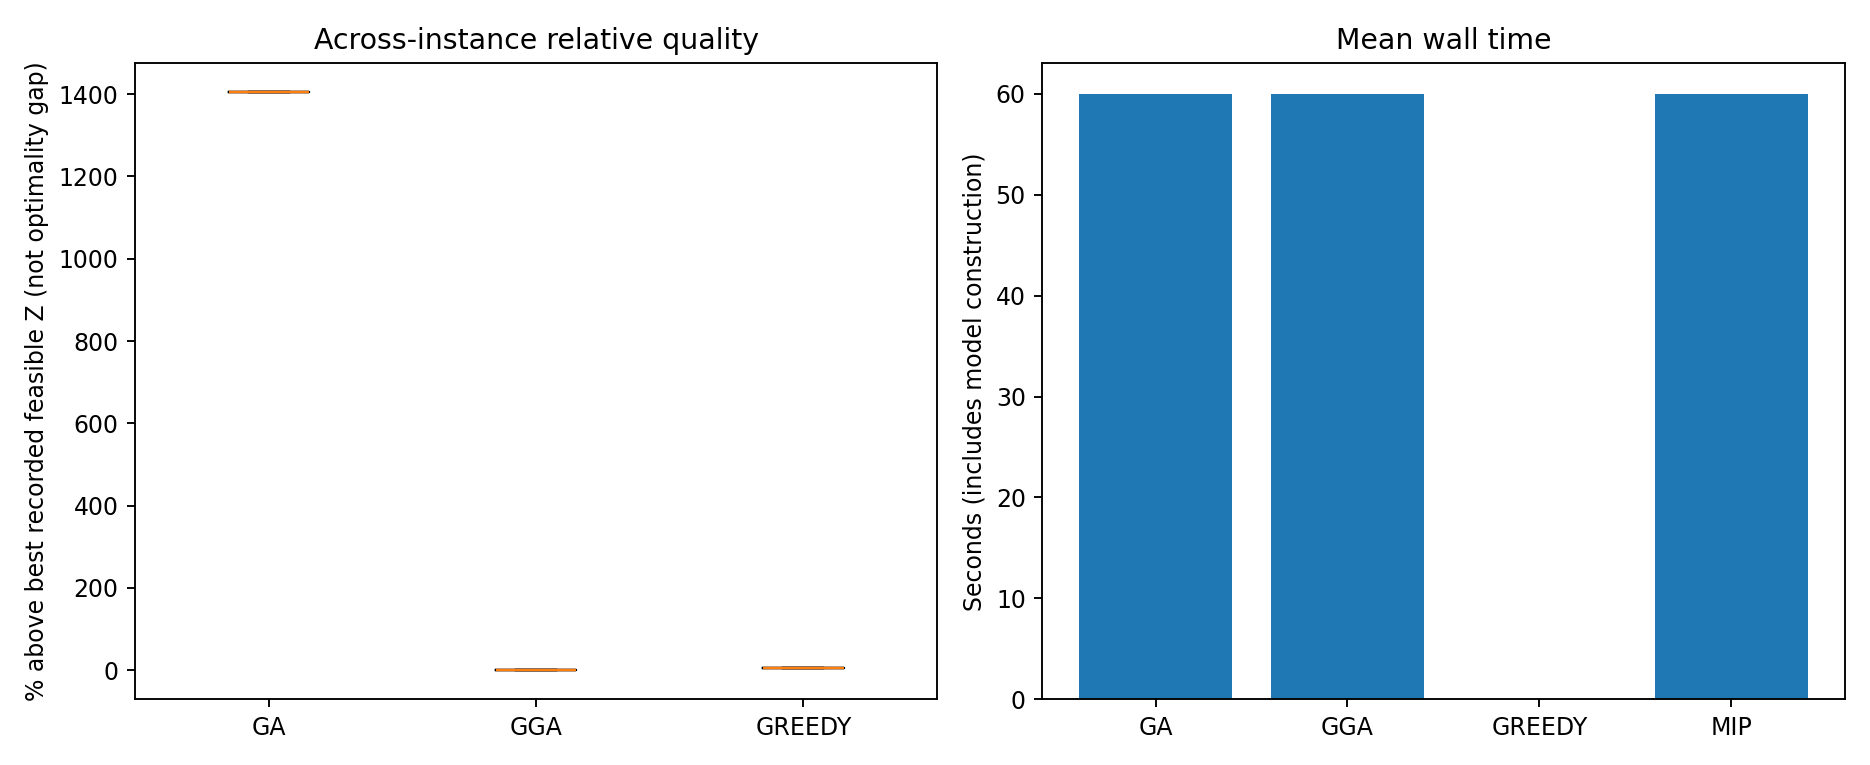 Across-instance relative quality
% above best recorded feasible Z (not optimality gap)
1400
1200
1000
800
600
400
200
0
GA GGA GREEDY
Mean wall time
Seconds (includes model construction)
60
50
40
30
20
10
0
GA GGA GREEDY MIP